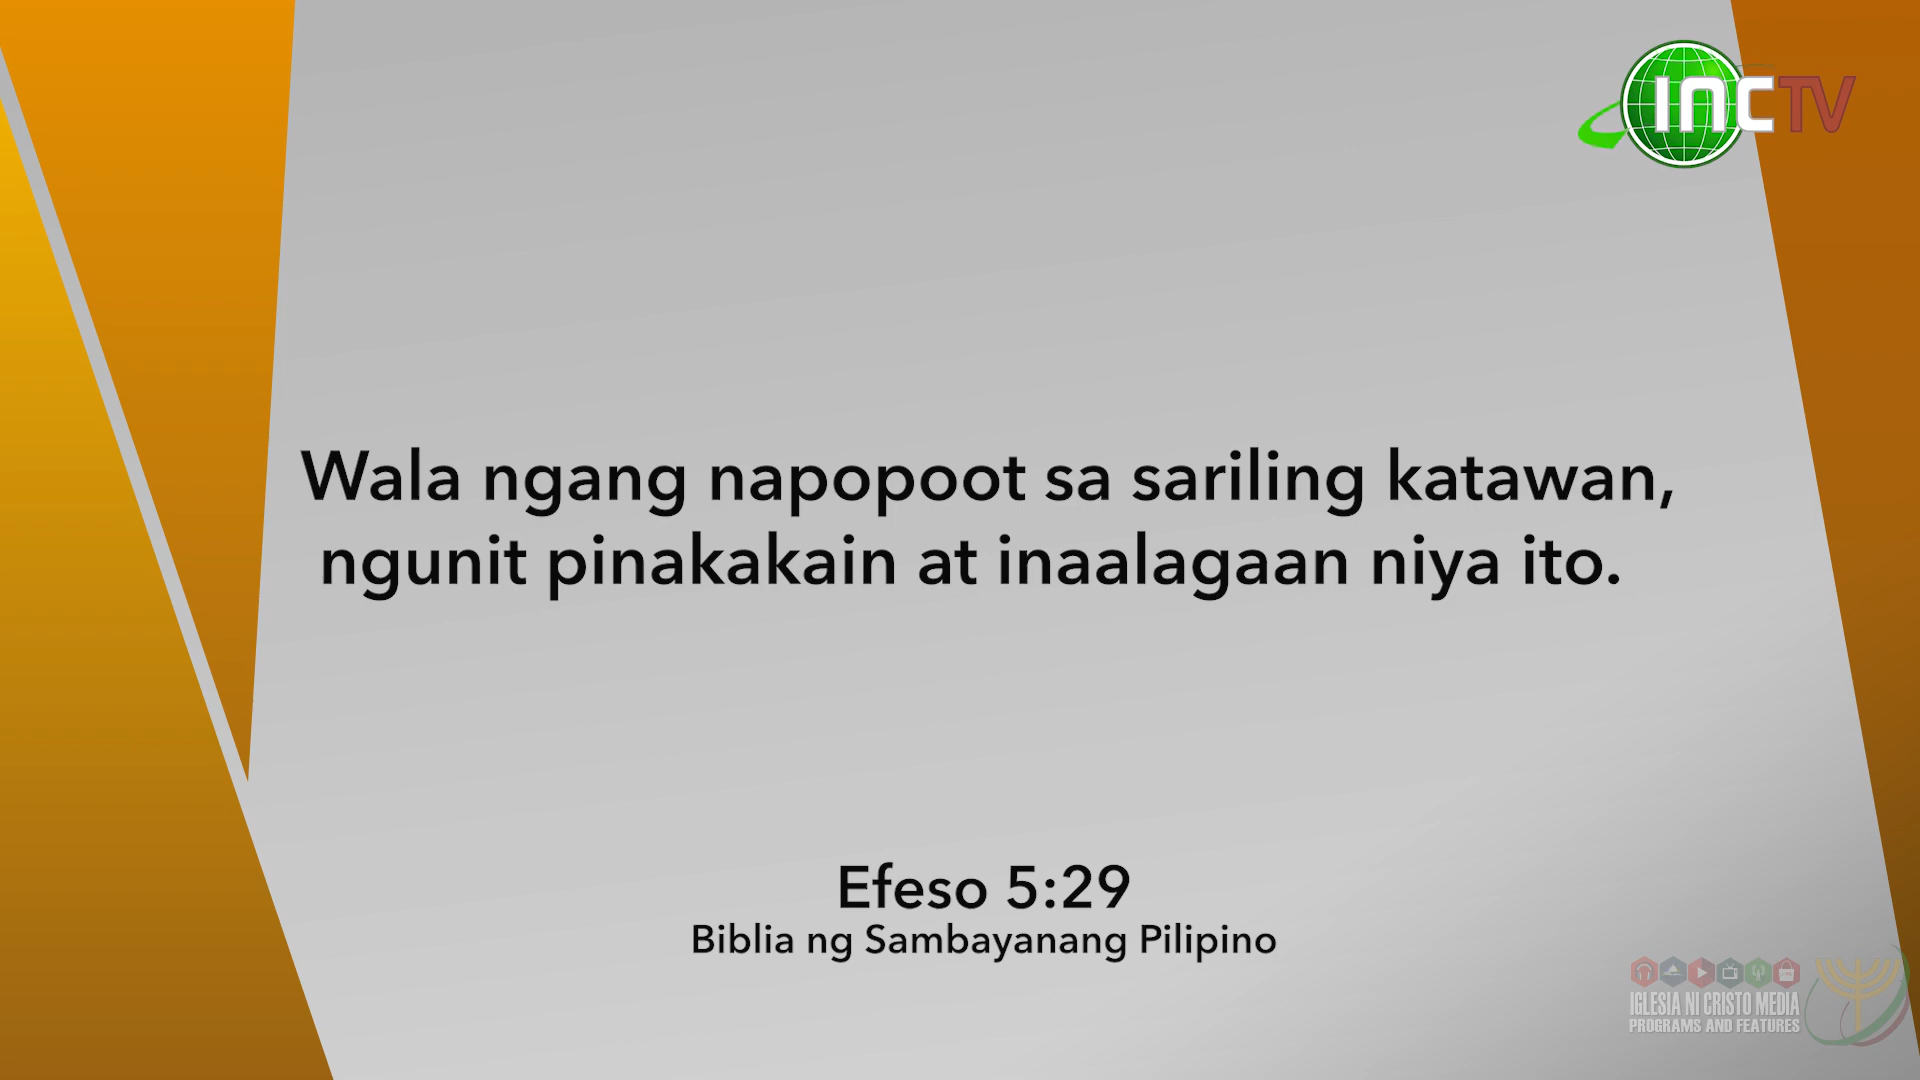 INCTV
Wala ngang napopoot sa sariling katawan,
ngunit pinakakain at inaalagaan niya ito.
Efeso 5:29
Biblia ng Sambayanang Pilipino
IGLESIA NI CRISTO MEDIA
PROGRAMS AND FEATURES